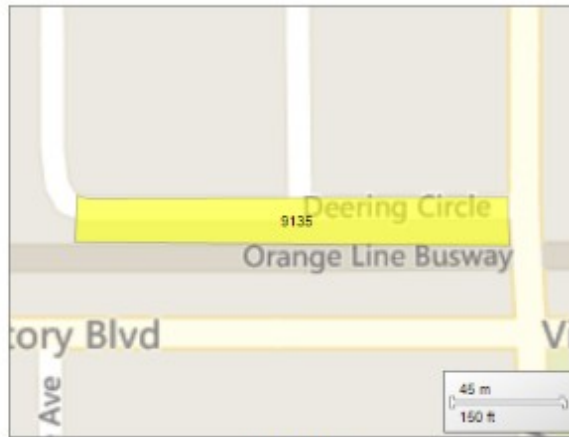 Deering Circle
9135
Orange Line Busway
tory Blvd
Vi
Ave
45 m
150 ft